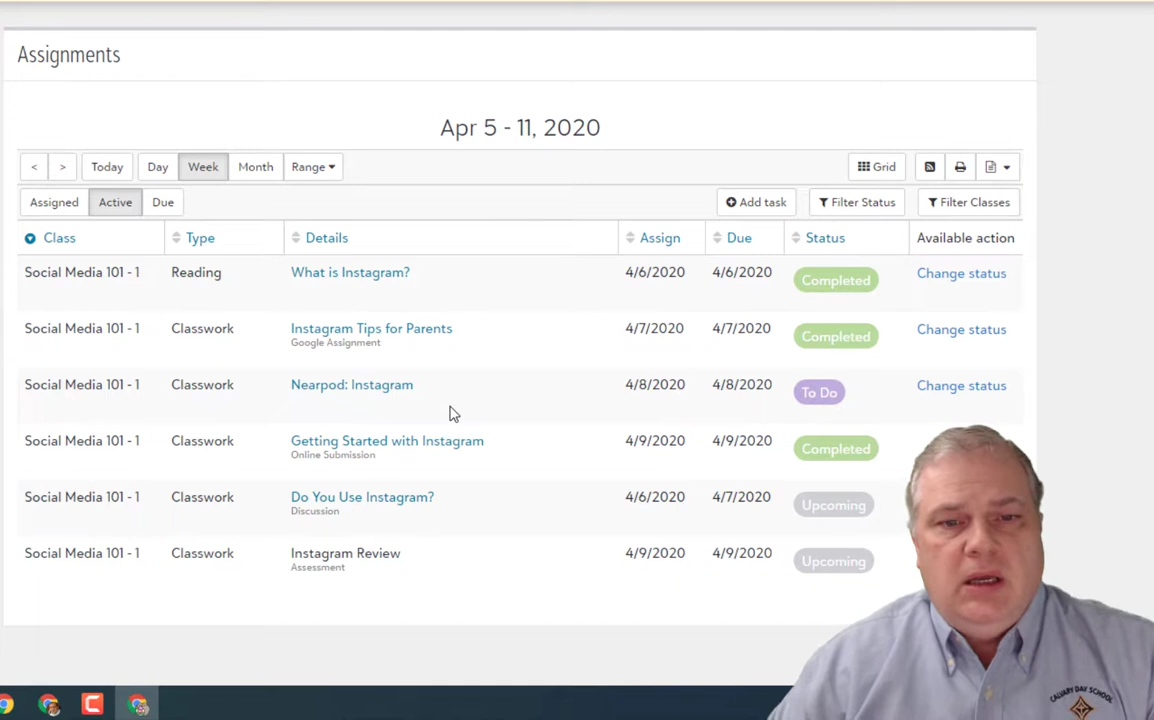 Assignments
Apr 5 - 11, 2020
< > Today Day Week Month Range Grid
Assigned Active Due Add task Filter Status Filter Classes
Class Type Details Assign Due Status Available action
Social Media 101 - 1 Reading What is Instagram? 4/6/2020 4/6/2020 Completed Change status
Social Media 101 - 1 Classwork Instagram Tips for Parents 4/7/2020 4/7/2020 Completed Change status
Google Assignment
Social Media 101 - 1 Classwork Nearpod: Instagram 4/8/2020 4/8/2020 To Do Change status
Social Media 101 - 1 Classwork Getting Started with Instagram 4/9/2020 4/9/2020 Completed
Online Submission
Social Media 101 - 1 Classwork Do You Use Instagram? 4/6/2020 4/7/2020 Upcoming
Discussion
Social Media 101 - 1 Classwork Instagram Review 4/9/2020 4/9/2020 Upcoming
Assessment
CALVARY DAY SCHOOL